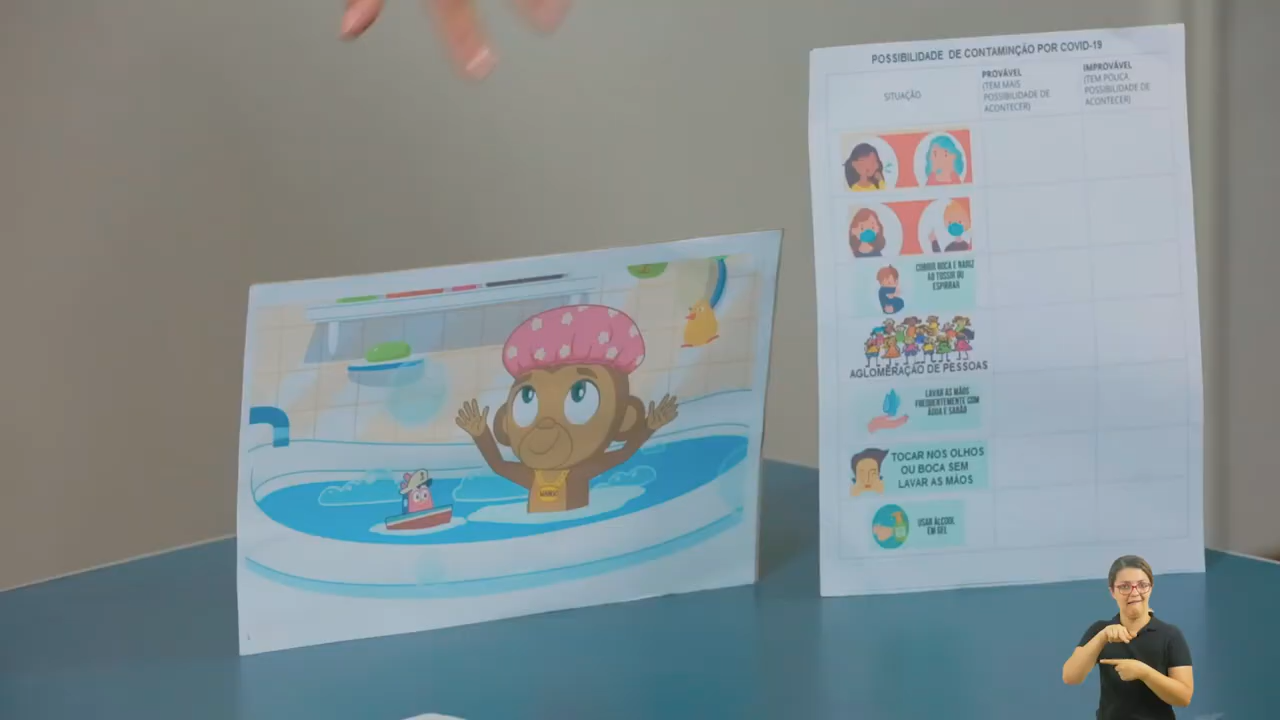 POSSIBILIDADE DE CONTAMINÇÃO POR COVID-19
SITUAÇÃO
PROVÁVEL
(TEM MAIS
POSSIBILIDADE DE
ACONTECER)
IMPROVÁVEL
(TEM POUCA
POSSIBILIDADE DE
ACONTECER)
COBRIR BOCA E NARIZ
AO TOSSIR OU
ESPIRRAR
AGLOMERAÇÃO DE PESSOAS
LAVAR AS MÃOS
FREQUENTEMENTE COM
ÁGUA E SABÃO
TOCAR NOS OLHOS
OU BOCA SEM
LAVAR AS MÃOS
USAR ÁLCOOL
EM GEL